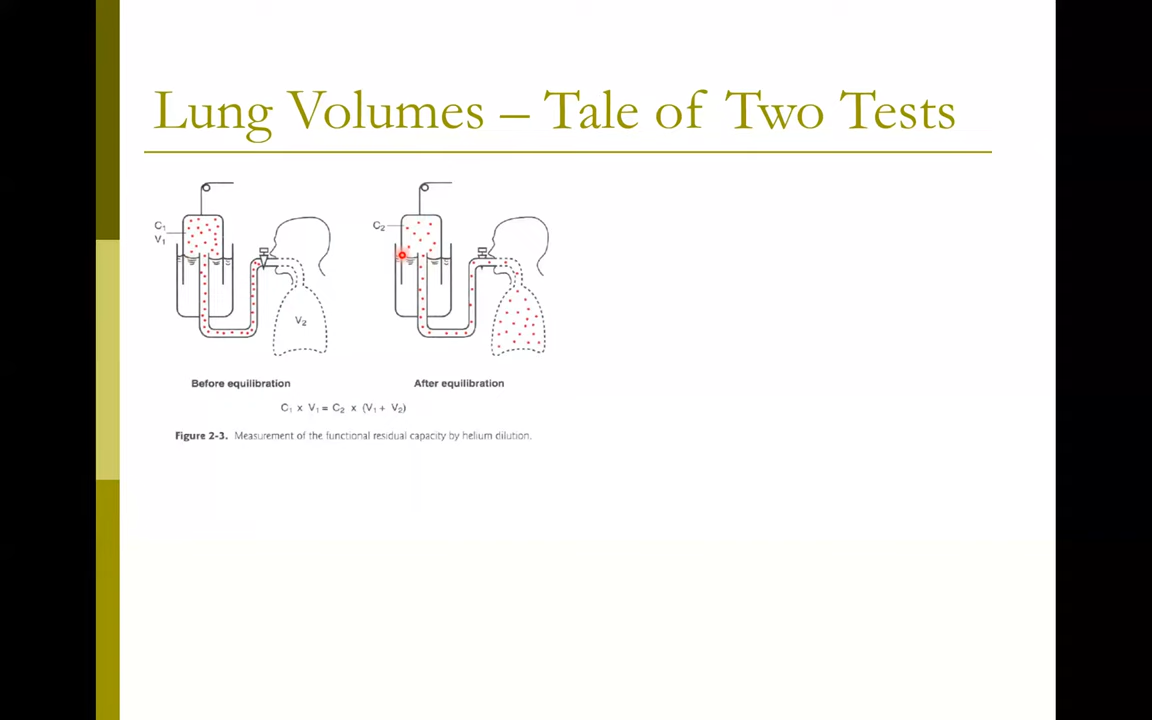 Lung Volumes – Tale of Two Tests
C₁
V₁
V₂
C₂
Before equilibration
After equilibration
C₁ x V₁ = C₂ x (V₁ + V₂)
Figure 2-3. Measurement of the functional residual capacity by helium dilution.